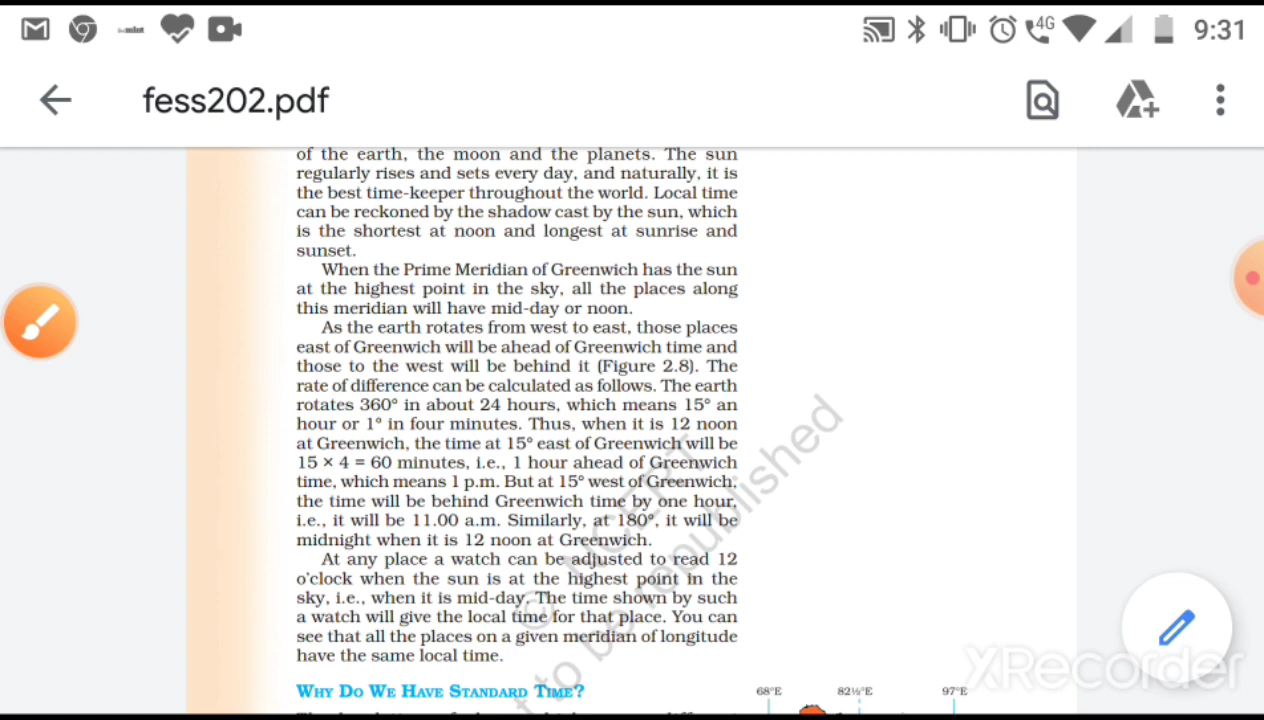 9:31
4G
fess202.pdf
of the earth, the moon and the planets. The sun
regularly rises and sets every day, and naturally, it is
the best time-keeper throughout the world. Local time
can be reckoned by the shadow cast by the sun, which
is the shortest at noon and longest at sunrise and
sunset.
When the Prime Meridian of Greenwich has the sun
at the highest point in the sky, all the places along
this meridian will have mid-day or noon.
As the earth rotates from west to east, those places
east of Greenwich will be ahead of Greenwich time and
those to the west will be behind it (Figure 2.8). The
rate of difference can be calculated as follows. The earth
rotates 360° in about 24 hours, which means 15° an
hour or 1° in four minutes. Thus, when it is 12 noon
at Greenwich, the time at 15° east of Greenwich will be
15 × 4 = 60 minutes, i.e., 1 hour ahead of Greenwich
time, which means 1 p.m. But at 15° west of Greenwich,
the time will be behind Greenwich time by one hour,
i.e., it will be 11.00 a.m. Similarly, at 180°, it will be
midnight when it is 12 noon at Greenwich.
At any place a watch can be adjusted to read 12
o'clock when the sun is at the highest point in the
sky, i.e., when it is mid-day. The time shown by such
a watch will give the local time for that place. You can
see that all the places on a given meridian of longitude
have the same local time.
WHY DO WE HAVE STANDARD TIME?
68°E 82½°E 97°E
© NCERT
to be republished
XRecorder